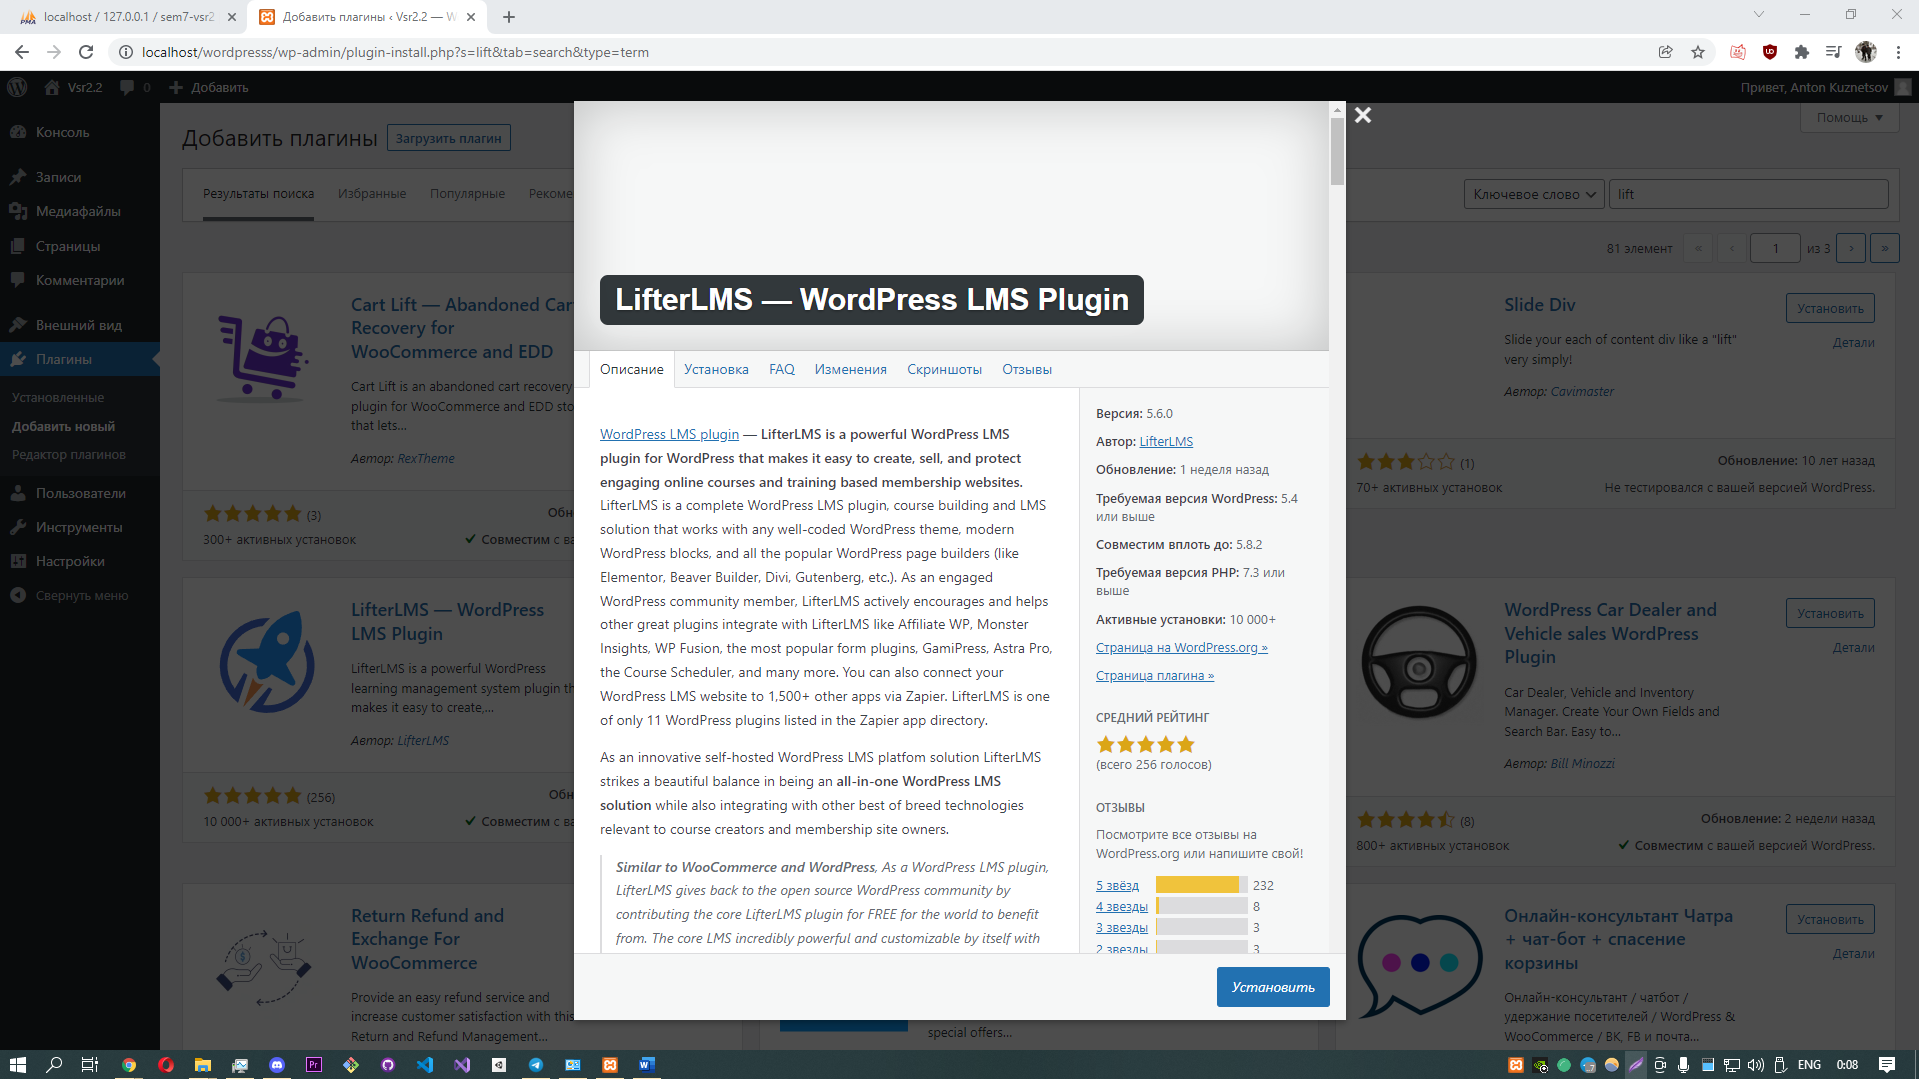 localhost / 127.0.0.1 / sem7-vsr2
Добавить плагины ‹ Vsr2.2 — W
localhost/wordpresss/wp-admin/plugin-install.php?s=lift&tab=search&type=term
Vsr2.2
0
Добавить
Привет, Anton Kuznetsov
Консоль
Записи
Медиафайлы
Страницы
Комментарии
Внешний вид
Плагины
Установленные
Добавить новый
Редактор плагинов
Пользователи
Инструменты
Настройки
Свернуть меню
Добавить плагины
Загрузить плагин
Помощь
Результаты поиска
Избранные
Популярные
Рекоме
Ключевое слово
lift
81 элемент
«
‹
1
из 3
›
»
Cart Lift — Abandoned Car
Recovery for
WooCommerce and EDD
Cart Lift is an abandoned cart recovery
plugin for WooCommerce and EDD sto
that lets...
Автор: RexTheme
(3)
Обн
300+ активных установок
Совместим с ва
LifterLMS — WordPress
LMS Plugin
LifterLMS is a powerful WordPress
learning management system plugin th
makes it easy to create,...
Автор: LifterLMS
(256)
Обн
10 000+ активных установок
Совместим с ва
Return Refund and
Exchange For
WooCommerce
Provide an easy refund service and
increase customer satisfaction with this
Return and Refund Management...
LifterLMS — WordPress LMS Plugin
Описание
Установка
FAQ
Изменения
Скриншоты
Отзывы
WordPress LMS plugin — LifterLMS is a powerful WordPress LMS
plugin for WordPress that makes it easy to create, sell, and protect
engaging online courses and training based membership websites.
LifterLMS is a complete WordPress LMS plugin, course building and LMS
solution that works with any well-coded WordPress theme, modern
WordPress blocks, and all the popular WordPress page builders (like
Elementor, Beaver Builder, Divi, Gutenberg, etc.). As an engaged
WordPress community member, LifterLMS actively encourages and helps
other great plugins integrate with LifterLMS like Affiliate WP, Monster
Insights, WP Fusion, the most popular form plugins, GamiPress, Astra Pro,
the Course Scheduler, and many more. You can also connect your
WordPress LMS website to 1,500+ other apps via Zapier. LifterLMS is one
of only 11 WordPress plugins listed in the Zapier app directory.
As an innovative self-hosted WordPress LMS platfom solution LifterLMS
strikes a beautiful balance in being an all-in-one WordPress LMS
solution while also integrating with other best of breed technologies
relevant to course creators and membership site owners.
Similar to WooCommerce and WordPress, As a WordPress LMS plugin,
LifterLMS gives back to the open source WordPress community by
contributing the core LifterLMS plugin for FREE for the world to benefit
from. The core LMS incredibly powerful and customizable by itself with
Версия: 5.6.0
Автор: LifterLMS
Обновление: 1 неделя назад
Требуемая версия WordPress: 5.4
или выше
Совместим вплоть до: 5.8.2
Требуемая версия PHP: 7.3 или
выше
Активные установки: 10 000+
Страница на WordPress.org »
Страница плагина »
СРЕДНИЙ РЕЙТИНГ
(всего 256 голосов)
ОТЗЫВЫ
Посмотрите все отзывы на
WordPress.org или напишите свой!
5 звёзд 232
4 звезды 8
3 звезды 3
2 звезды 3
Установить
special offers...
Slide Div
Установить
Детали
Slide your each of content div like a "lift"
very simply!
Автор: Cavimaster
(1)
Обновление: 10 лет назад
70+ активных установок
Не тестировался с вашей версией WordPress.
WordPress Car Dealer and
Vehicle sales WordPress
Plugin
Установить
Детали
Car Dealer, Vehicle and Inventory
Manager. Create Your Own Fields and
Search Bar. Easy to...
Автор: Bill Minozzi
(8)
Обновление: 2 недели назад
800+ активных установок
Совместим с вашей версией WordPress.
Онлайн-консультант Чатра
+ чат-бот + спасение
корзины
Установить
Детали
Онлайн-консультант / чатбот /
удержание посетителей / WordPress &
WooCommerce / ВК, FB и почта...
ENG
0:08